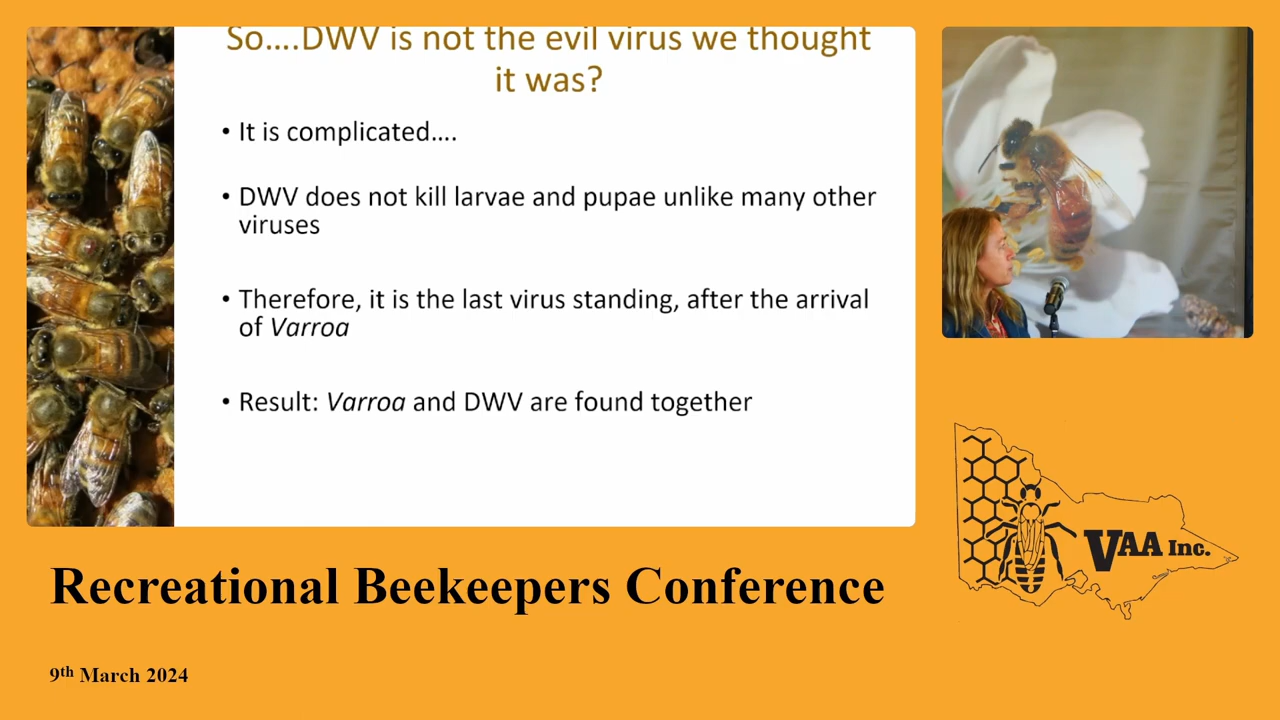 So....DWV is not the evil virus we thought
it was?
• It is complicated....
• DWV does not kill larvae and pupae unlike many other
viruses
• Therefore, it is the last virus standing, after the arrival
of Varroa
• Result: Varroa and DWV are found together
VAA Inc.
Recreational Beekeepers Conference
9th March 2024